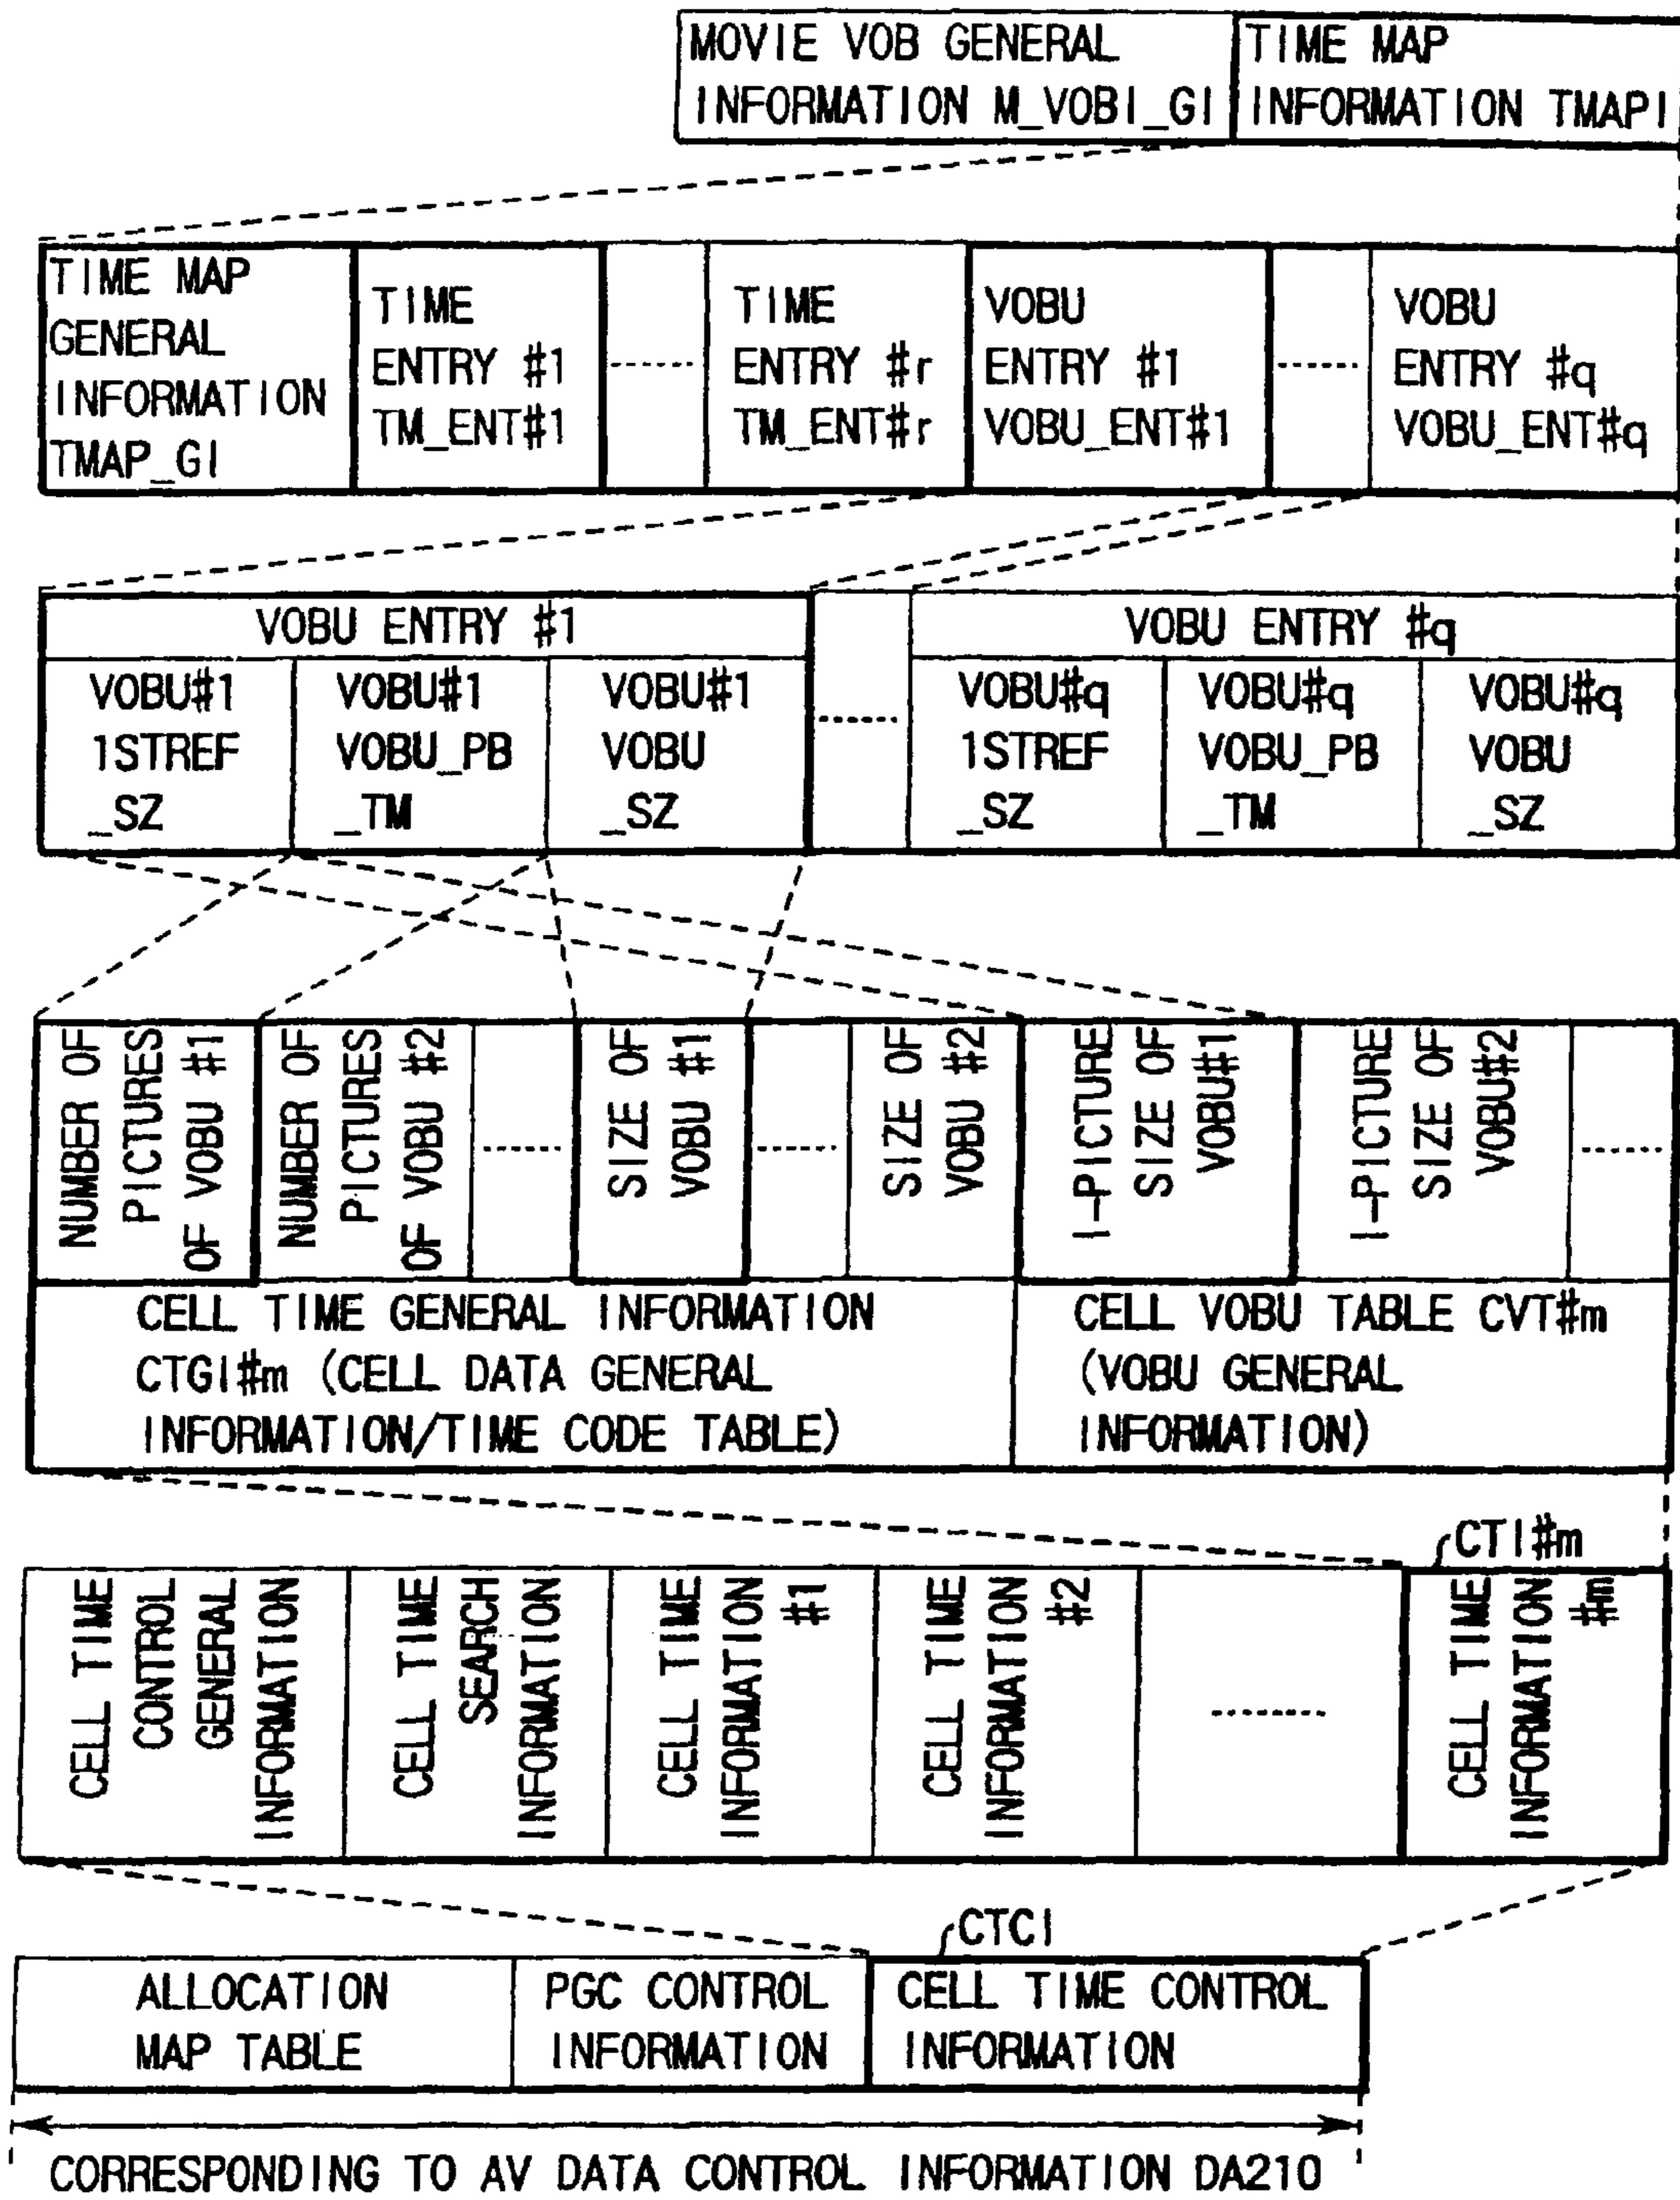 MOVIE VOB GENERAL
INFORMATION M_VOBI_GI
TIME MAP
INFORMATION TMAPI
TIME MAP
GENERAL
INFORMATION
TMAP_GI
TIME
ENTRY #1
TM_ENT#1
TIME
ENTRY #r
TM_ENT#r
VOBU
ENTRY #1
VOBU_ENT#1
VOBU
ENTRY #q
VOBU_ENT#q
VOBU ENTRY #1
VOBU ENTRY #q
VOBU#1
1STREF
_SZ
VOBU#1
VOBU_PB
_TM
VOBU#1
VOBU
_SZ
VOBU#q
1STREF
_SZ
VOBU#q
VOBU_PB
_TM
VOBU#q
VOBU
_SZ
NUMBER OF
PICTURES
OF VOBU #1
NUMBER OF
PICTURES
OF VOBU #2
SIZE OF
VOBU #1
SIZE OF
VOBU #2
I-PICTURE
SIZE OF
VOBU#1
I-PICTURE
SIZE OF
VOBU#2
CELL TIME GENERAL INFORMATION
CTGI#m (CELL DATA GENERAL
INFORMATION/TIME CODE TABLE)
CELL VOBU TABLE CVT#m
(VOBU GENERAL
INFORMATION)
CTI#m
CELL TIME
CONTROL
GENERAL
INFORMATION
CELL TIME
SEARCH
INFORMATION
CELL TIME
INFORMATION
#1
CELL TIME
INFORMATION
#2
CELL TIME
INFORMATION
#m
CTCI
ALLOCATION
MAP TABLE
PGC CONTROL
INFORMATION
CELL TIME CONTROL
INFORMATION
CORRESPONDING TO AV DATA CONTROL INFORMATION DA210